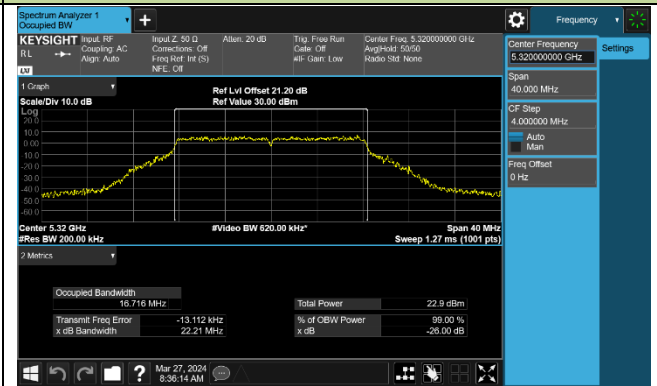 Spectrum Analyzer 1
Occupied BW
+
Frequency
KEYSIGHT
RL
LXI
Input: RF
Coupling: AC
Align: Auto
Input Z: 50 Ω
Corrections: Off
Freq Ref: Int (S)
NFE: Off
Atten: 20 dB
Trig: Free Run
Gate: Off
#IF Gain: Low
Center Freq: 5.320000000 GHz
Avg|Hold: 50/50
Radio Std: None
Center Frequency
5.320000000 GHz
Settings
Span
40.000 MHz
CF Step
4.000000 MHz
Auto
Man
Freq Offset
0 Hz
1 Graph
Scale/Div 10.0 dB
Ref Lvl Offset 21.20 dB
Ref Value 30.00 dBm
Log
20.0
10.0
0.00
-10.0
-20.0
-30.0
-40.0
-50.0
-60.0
Center 5.32 GHz
#Video BW 620.00 kHz*
Span 40 MHz
#Res BW 200.00 kHz
Sweep 1.27 ms (1001 pts)
2 Metrics
Occupied Bandwidth
16.716 MHz
Total Power
22.9 dBm
Transmit Freq Error
-13.112 kHz
% of OBW Power
99.00 %
x dB Bandwidth
22.21 MHz
x dB
-26.00 dB
?
Mar 27, 2024
8:36:14 AM